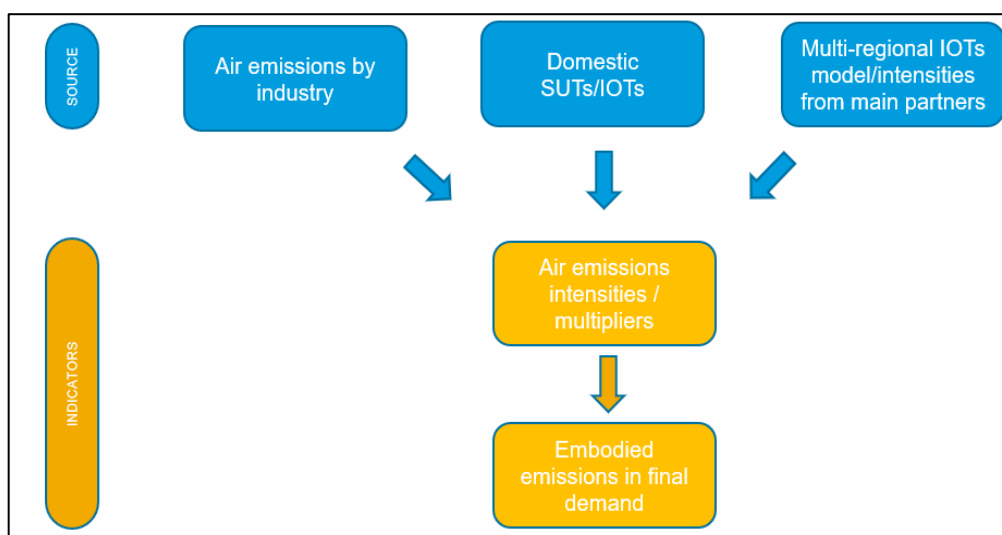 SOURCE
Air emissions by
industry
Domestic
SUTs/IOTs
Multi-regional IOTs
model/intensities
from main partners
INDICATORS
Air emissions
intensities /
multipliers
Embodied
emissions in final
demand